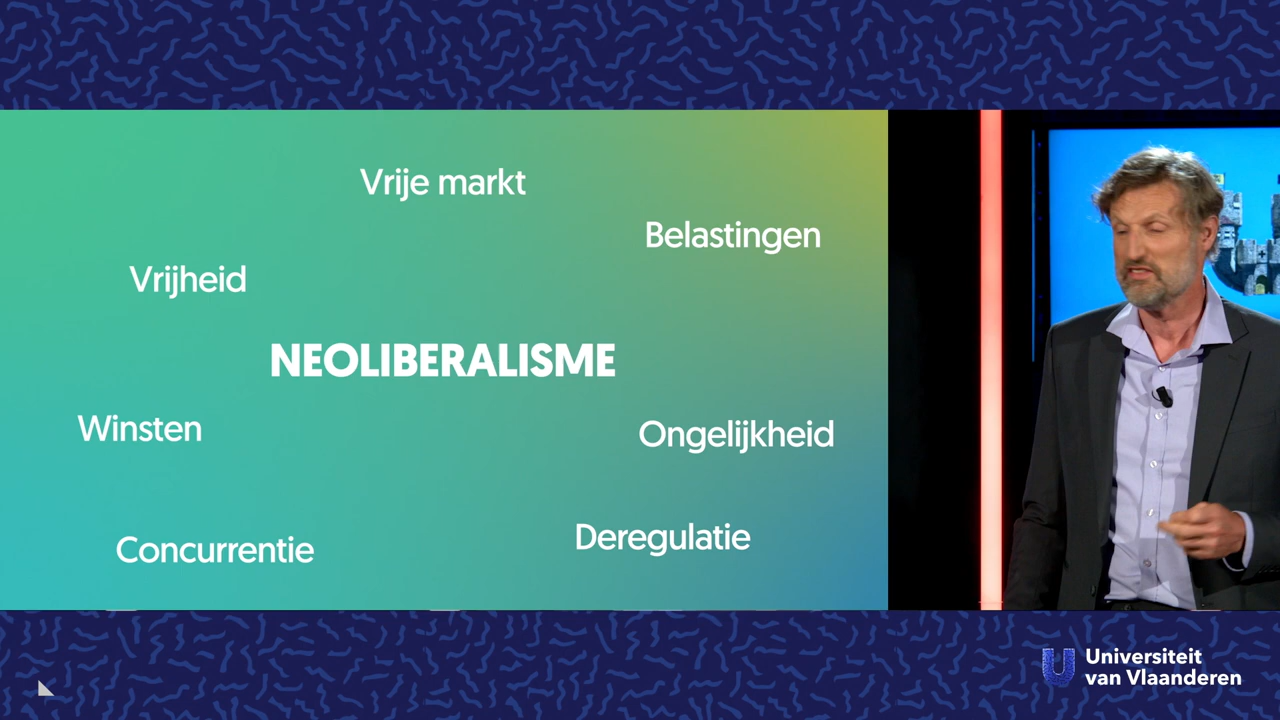 Vrije markt
Belastingen
Vrijheid
NEOLIBERALISME
Winsten
Ongelijkheid
Concurrentie
Deregulatie
Universiteit
van Vlaanderen